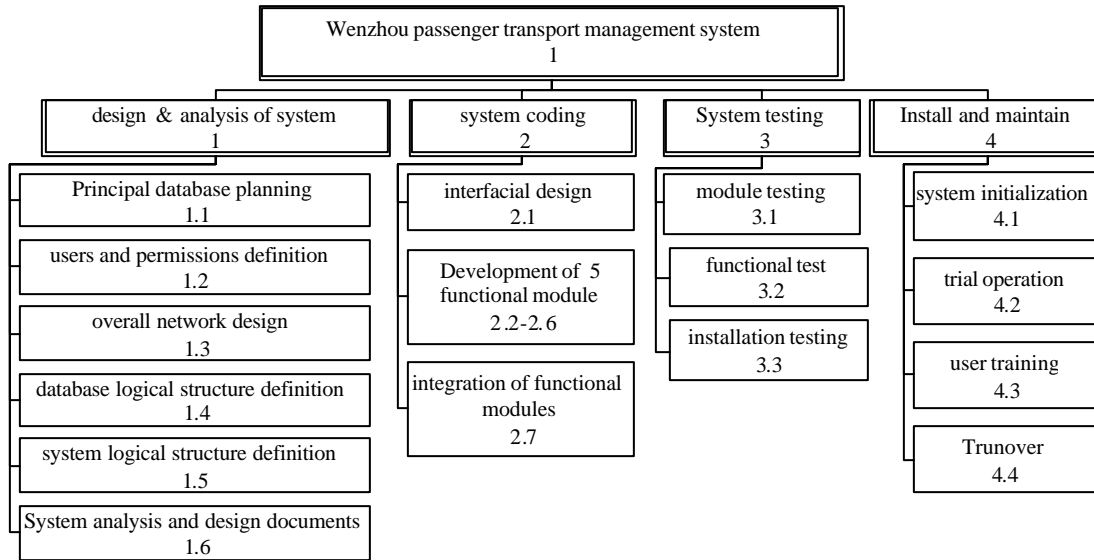 Wenzhou passenger transport management system
1
design & analysis of system
1
system coding
2
System testing
3
Install and maintain
4
Principal database planning
1.1
users and permissions definition
1.2
overall network design
1.3
database logical structure definition
1.4
system logical structure definition
1.5
System analysis and design documents
1.6
interfacial design
2.1
Development of 5
functional module
2.2-2.6
integration of functional
modules
2.7
module testing
3.1
functional test
3.2
installation testing
3.3
system initialization
4.1
trial operation
4.2
user training
4.3
Trunover
4.4